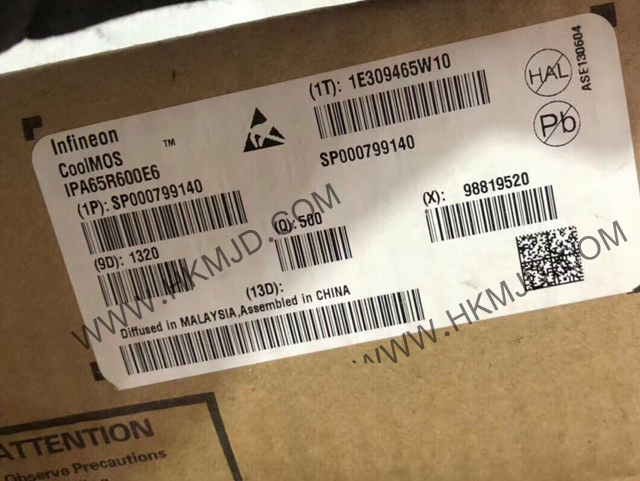 Infineon
CoolMOS ™
IPA65R600E6
(1P): SP000799140
(9D): 1320
(Q): 500
(13D):
Diffused in MALAYSIA,Assembled in CHINA
(1T): 1E309465W10
SP000799140
(X): 98819520
HAL
Pb
ASE130604
WWW.HKMJD.COM
WWW.HKMJD.COM
ATTENTION
Observe Precautions